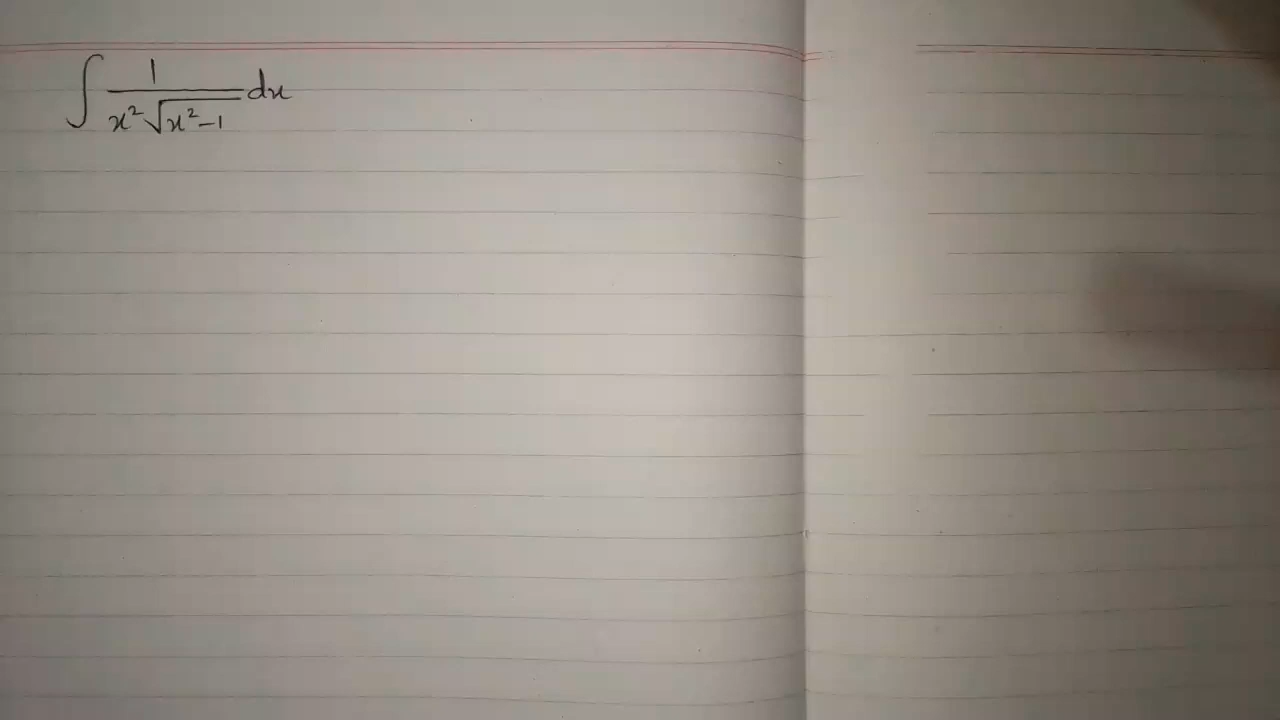 ∫ 1/(x²√(x²-1)) dx